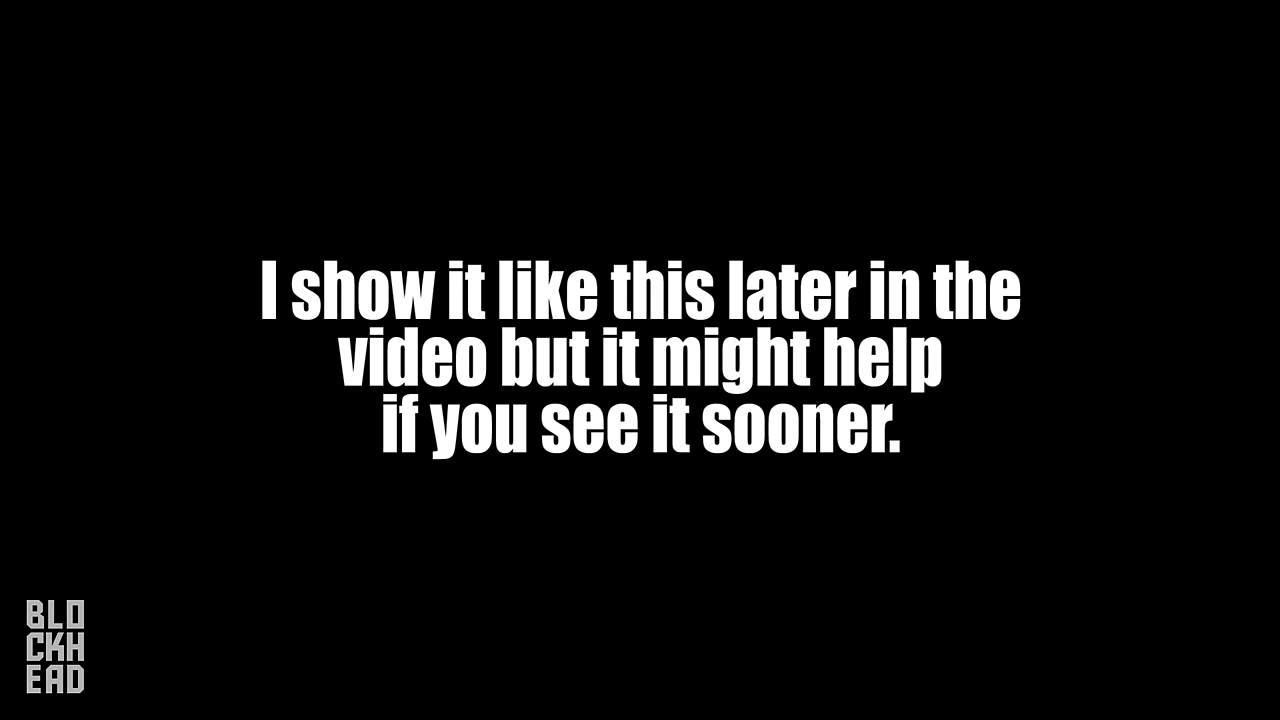 I show it like this later in the
video but it might help
if you see it sooner.
BLO
CKH
EAD